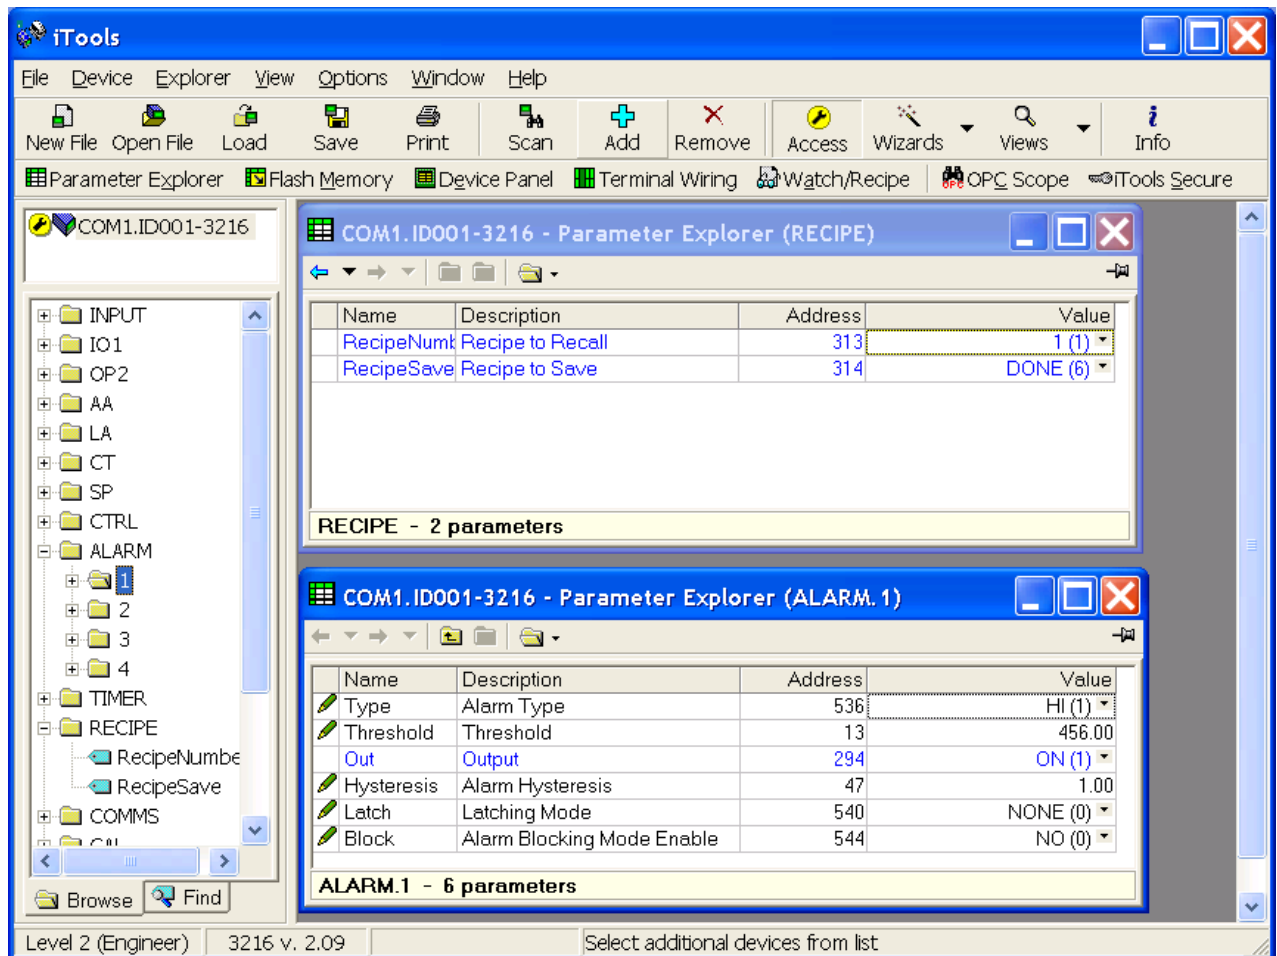 iTools
File Device Explorer View Options Window Help
New File Open File Load Save Print Scan Add Remove Access Wizards Views Info
Parameter Explorer Flash Memory Device Panel Terminal Wiring Watch/Recipe OPC Scope iTools Secure
COM1.ID001-3216
INPUT
IO1
OP2
AA
LA
CT
SP
CTRL
ALARM
1
2
3
4
TIMER
RECIPE
RecipeNumbe
RecipeSave
COMMS
Browse Find
COM1.ID001-3216 - Parameter Explorer (RECIPE)
Name Description Address Value
RecipeNumb Recipe to Recall 313 1 (1)
RecipeSave Recipe to Save 314 DONE (6)
RECIPE - 2 parameters
COM1.ID001-3216 - Parameter Explorer (ALARM.1)
Name Description Address Value
Type Alarm Type 536 HI (1)
Threshold Threshold 13 456.00
Out Output 294 ON (1)
Hysteresis Alarm Hysteresis 47 1.00
Latch Latching Mode 540 NONE (0)
Block Alarm Blocking Mode Enable 544 NO (0)
ALARM.1 - 6 parameters
Level 2 (Engineer) 3216 v. 2.09 Select additional devices from list